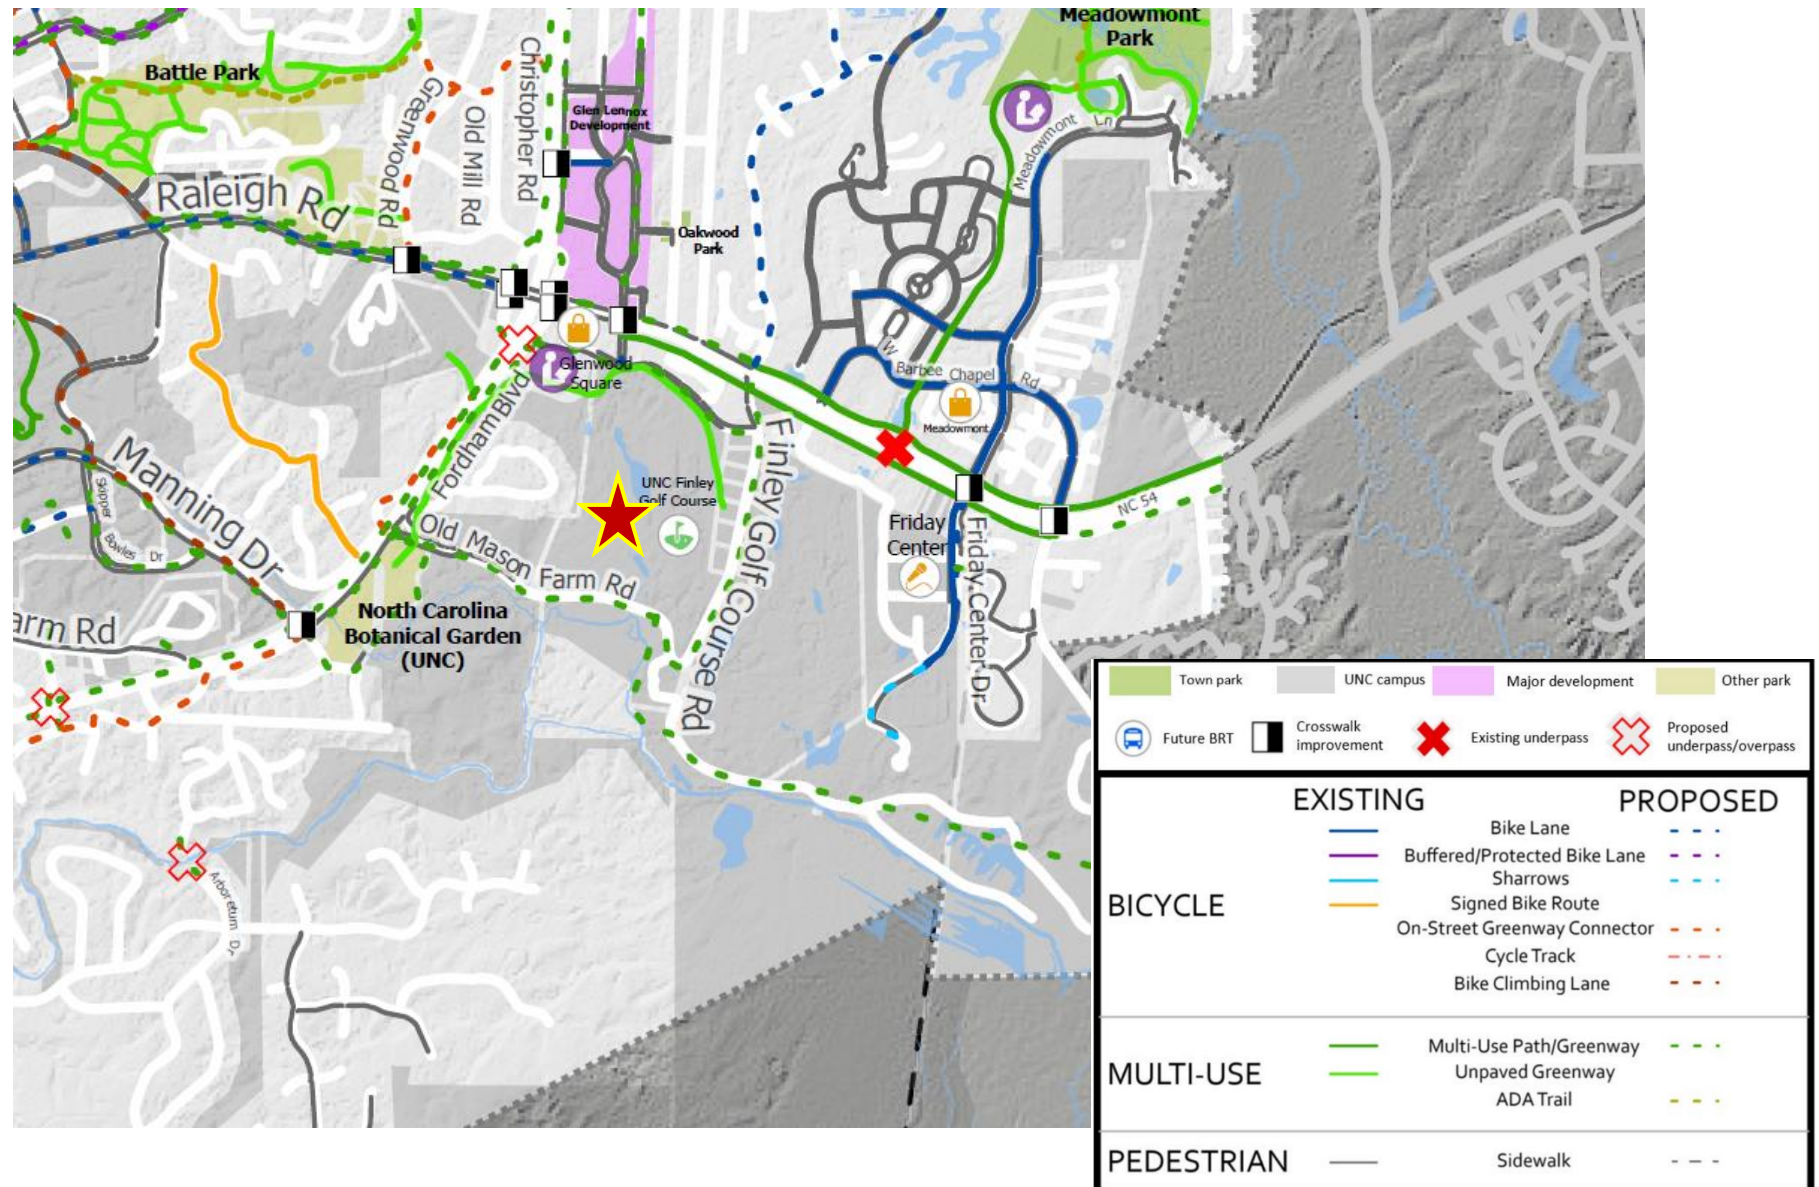 Meadowmont
Park
Battle Park
Greenwood Rd
Old Mill Rd
Christopher Rd
Glen Lennox
Development
Meadowmont Ln
Raleigh Rd
Oakwood
Park
Glenwood
Square
W Barbee Chapel Rd
Meadowmont
Fordham Blvd
Manning Dr
Skipper
Bowles Dr
UNC Finley
Golf Course
Finley Golf Course Rd
NC 54
Friday
Center
Friday Center Dr
Old Mason Farm Rd
North Carolina
Botanical Garden
(UNC)
arm Rd
Arboretum Dr
Town park
UNC campus
Major development
Other park
Future BRT
Crosswalk
improvement
Existing underpass
Proposed
underpass/overpass
EXISTING PROPOSED
BICYCLE
Bike Lane
Buffered/Protected Bike Lane
Sharrows
Signed Bike Route
On-Street Greenway Connector
Cycle Track
Bike Climbing Lane
MULTI-USE
Multi-Use Path/Greenway
Unpaved Greenway
ADA Trail
PEDESTRIAN
Sidewalk